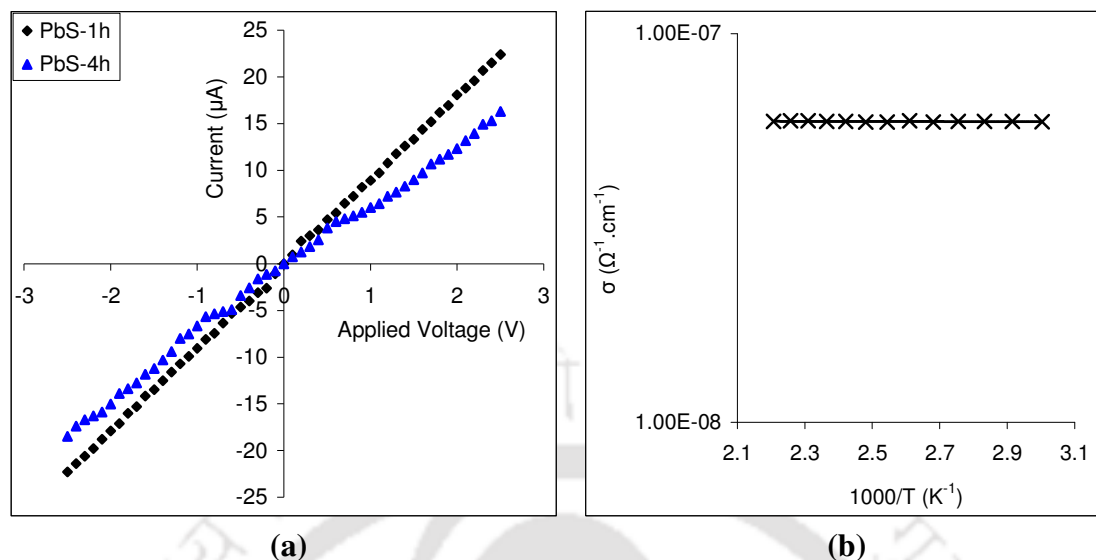 PbS-1h
PbS-4h
25
20
15
10
5
0
-5
-10
-15
-20
-25
-3
-2
-1
0
1
2
3
Current (µA)
Applied Voltage (V)
(a)
1.00E-07
1.00E-08
σ (Ω⁻¹.cm⁻¹)
2.1
2.3
2.5
2.7
2.9
3.1
1000/T (K⁻¹)
(b)